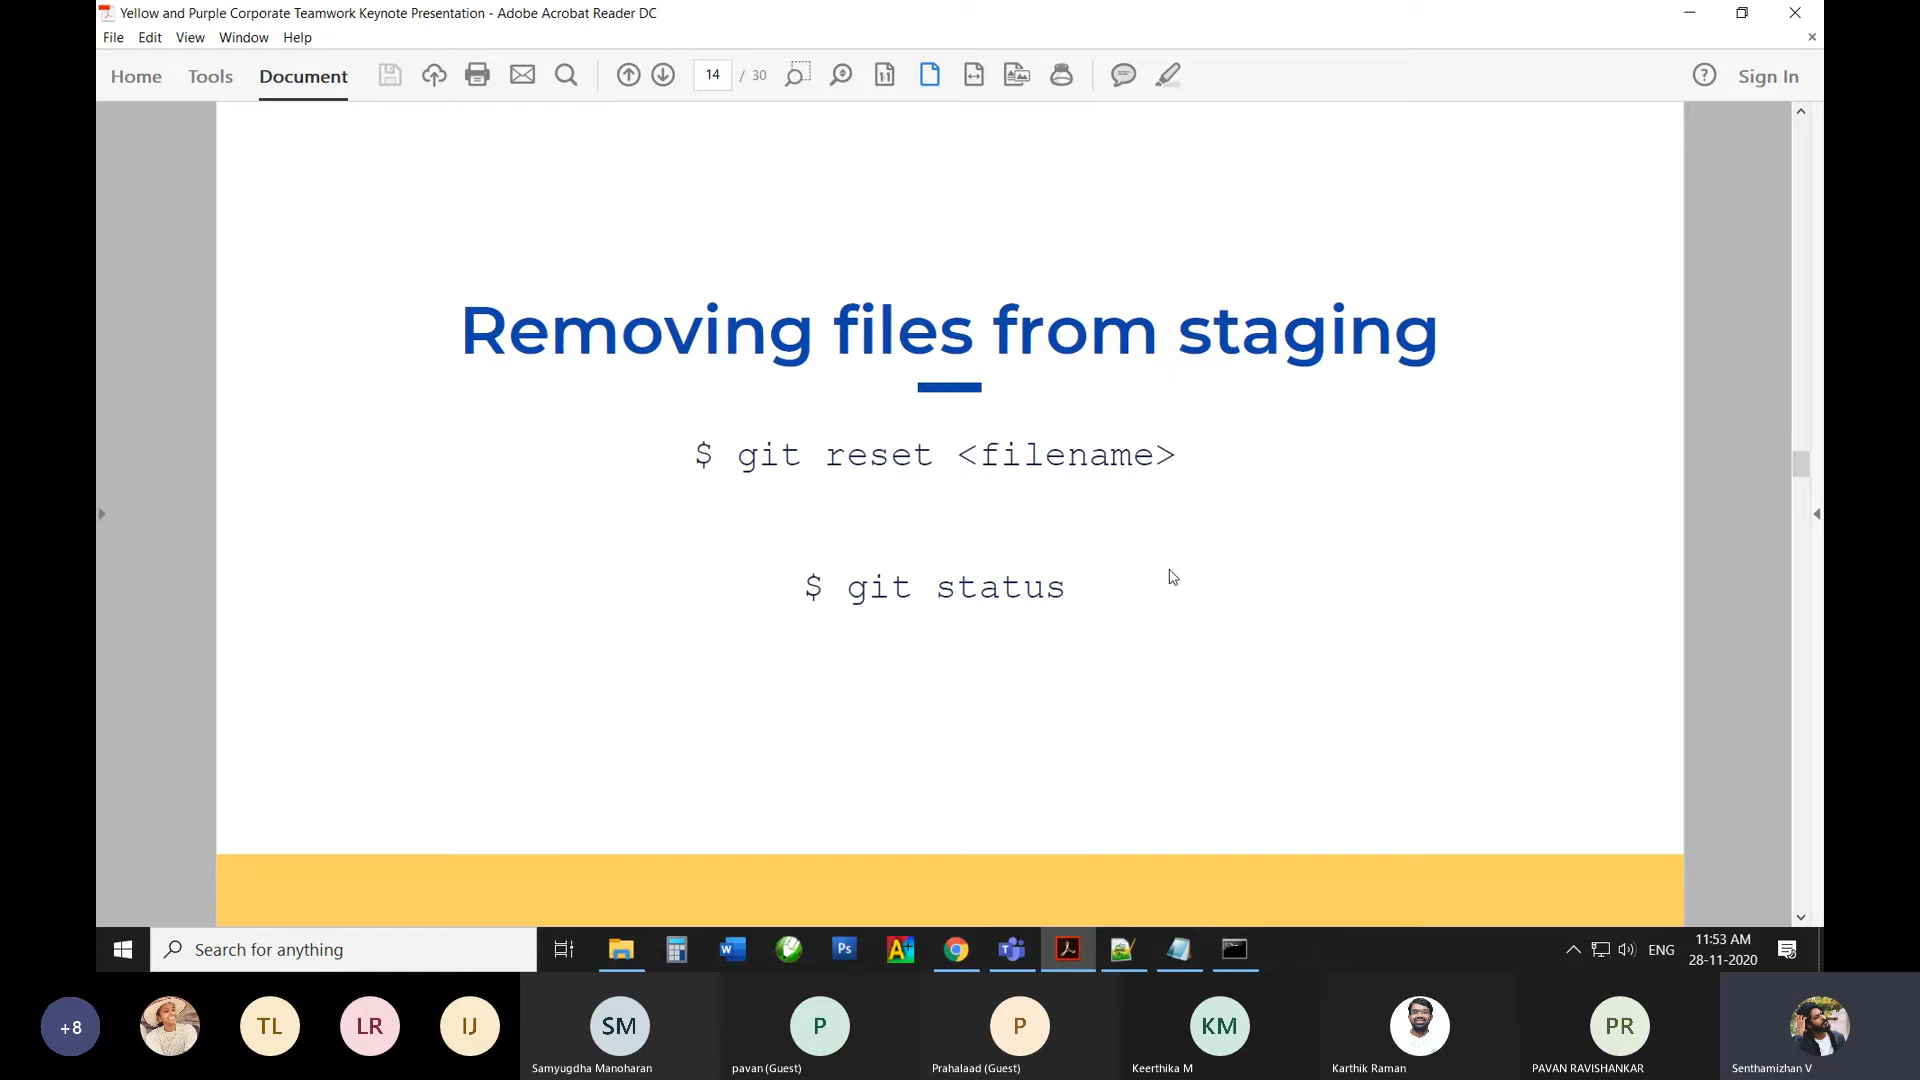 Yellow and Purple Corporate Teamwork Keynote Presentation - Adobe Acrobat Reader DC
File Edit View Window Help
Home Tools Document 14 / 30 Sign In
Removing files from staging
$ git reset <filename>
$ git status
Search for anything
W
Ps
A
ENG
11:53 AM
28-11-2020
+8
TL
LR
IJ
SM
P
P
KM
PR
Samyugdha Manoharan
pavan (Guest)
Prahalaad (Guest)
Keerthika M
Karthik Raman
PAVAN RAVISHANKAR
Senthamizhan V